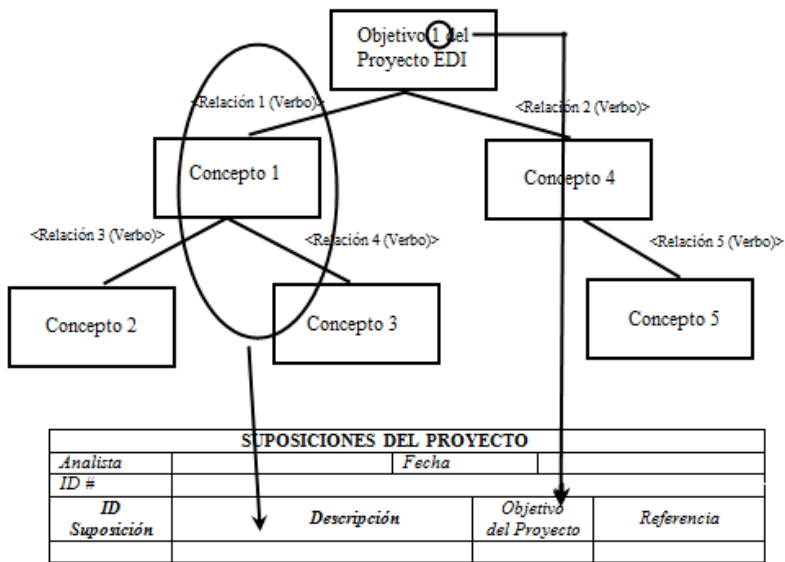 Objetivo 1 del
Proyecto EDI
<Relación 1 (Verbo)>
<Relación 2 (Verbo)>
Concepto 1
Concepto 4
<Relación 3 (Verbo)>
<Relación 4 (Verbo)>
<Relación 5 (Verbo)>
Concepto 2
Concepto 3
Concepto 5
SUPOSICIONES DEL PROYECTO
Analista Fecha
ID #
ID
Suposición
Descripción
Objetivo
del Proyecto
Referencia